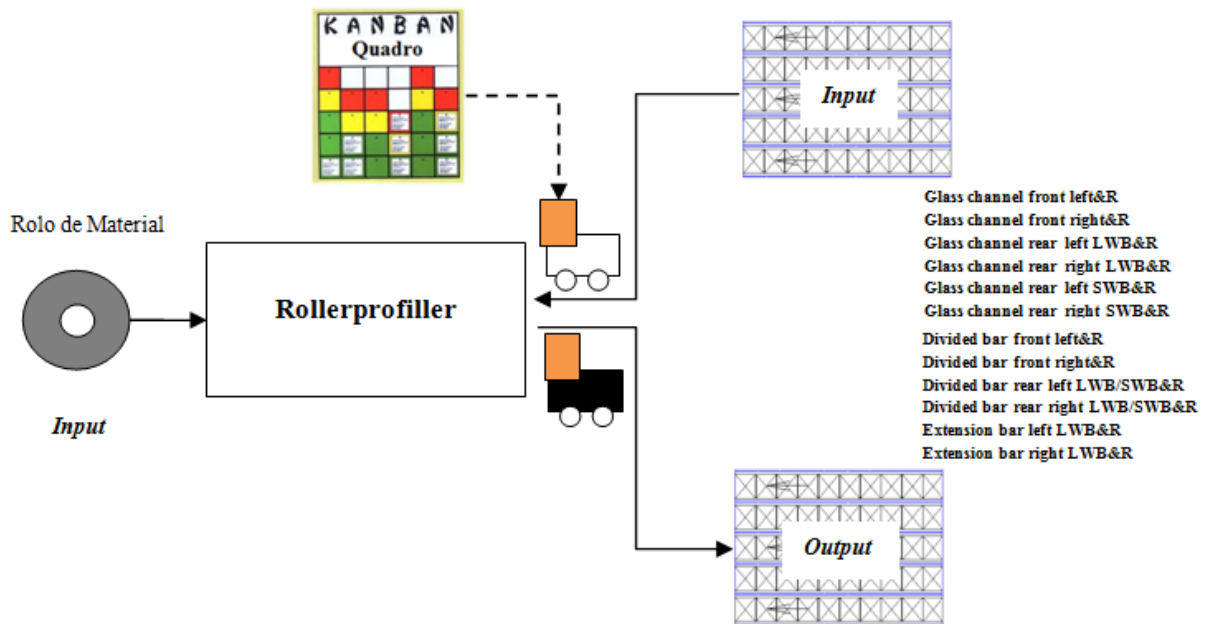 KANBAN
Quadro
Input
Rolo de Material
Rollerprofiller
Input
Glass channel front left&R
Glass channel front right&R
Glass channel rear left LWB&R
Glass channel rear right LWB&R
Glass channel rear left SWB&R
Glass channel rear right SWB&R
Divided bar front left&R
Divided bar front right&R
Divided bar rear left LWB/SWB&R
Divided bar rear right LWB/SWB&R
Extension bar left LWB&R
Extension bar right LWB&R
Output